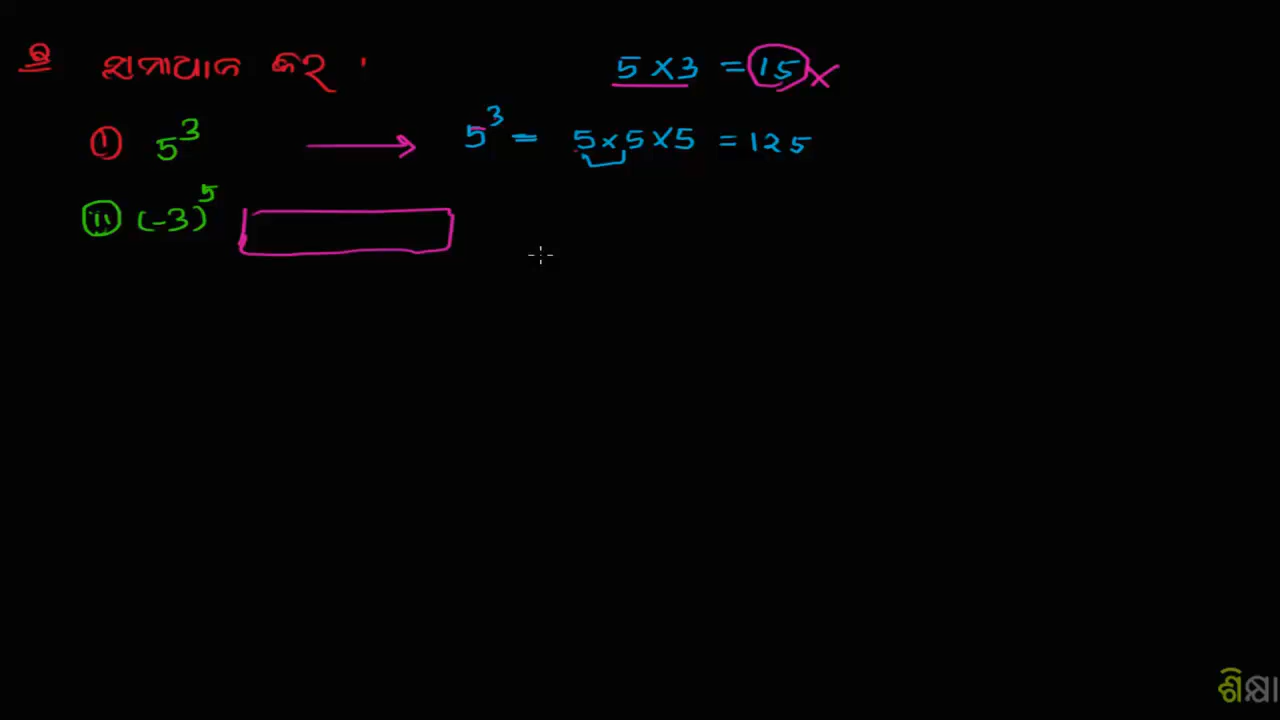 ପ୍ର ସମାଧାନ କର ।
5 × 3 = 15 ×
i 5³ → 5³ = 5 × 5 × 5 = 125
ii (-3)⁵
ଶିକ୍ଷା